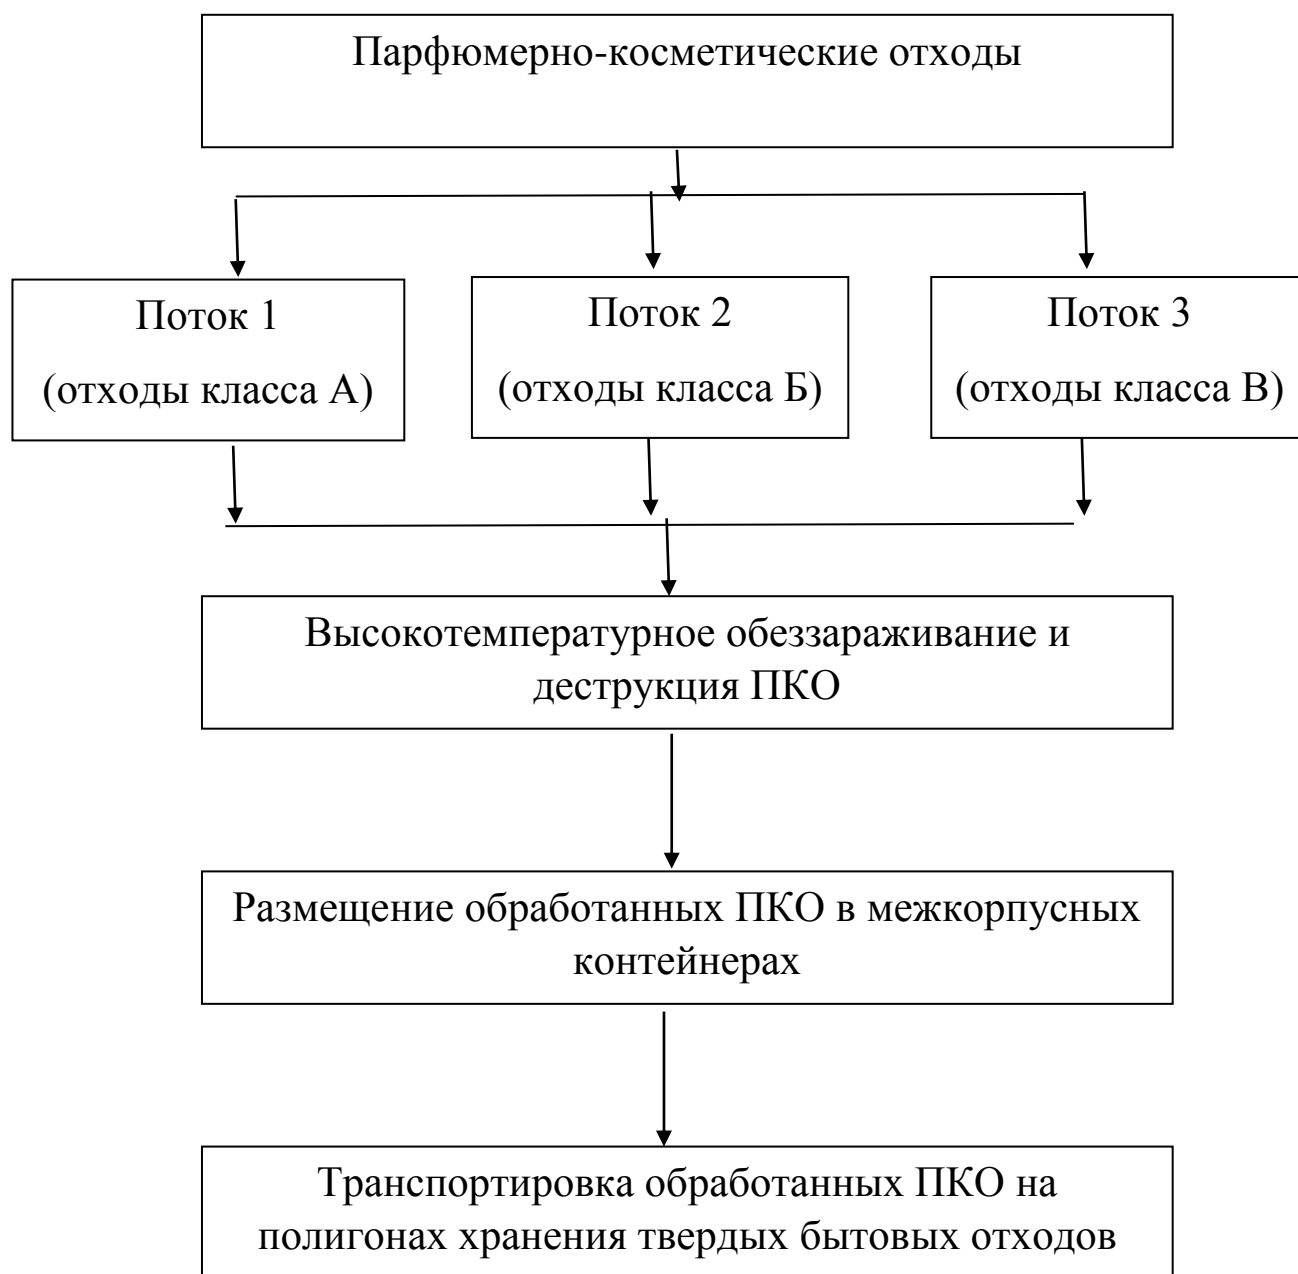 Парфюмерно-косметические отходы
Поток 1
(отходы класса А)
Поток 2
(отходы класса Б)
Поток 3
(отходы класса В)
Высокотемпературное обеззараживание и
деструкция ПКО
Размещение обработанных ПКО в межкорпусных
контейнерах
Транспортировка обработанных ПКО на
полигонах хранения твердых бытовых отходов